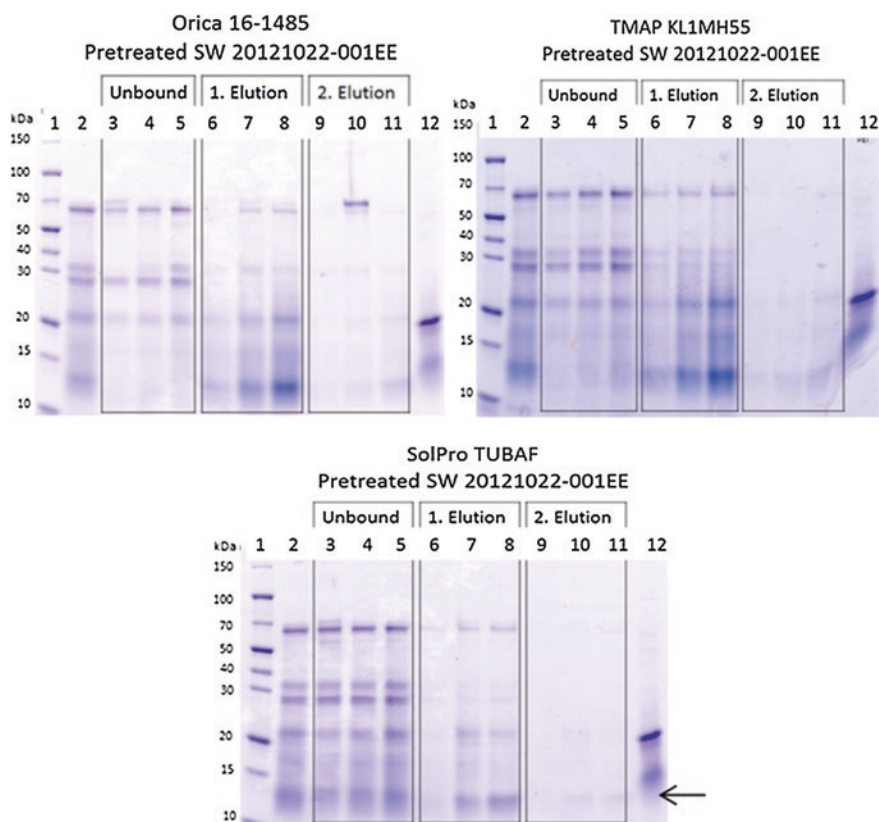 Orica 16-1485
Pretreated SW 20121022-001EE
Unbound 1. Elution 2. Elution
kDa 1 2 3 4 5 6 7 8 9 10 11 12
150
100
70
50
40
30
20
15
10
TMAP KL1MH55
Pretreated SW 20121022-001EE
Unbound 1. Elution 2. Elution
kDa 1 2 3 4 5 6 7 8 9 10 11 12
150
100
70
50
40
30
20
15
10
SolPro TUBAF
Pretreated SW 20121022-001EE
Unbound 1. Elution 2. Elution
kDa 1 2 3 4 5 6 7 8 9 10 11 12
150
100
70
50
40
30
20
15
10